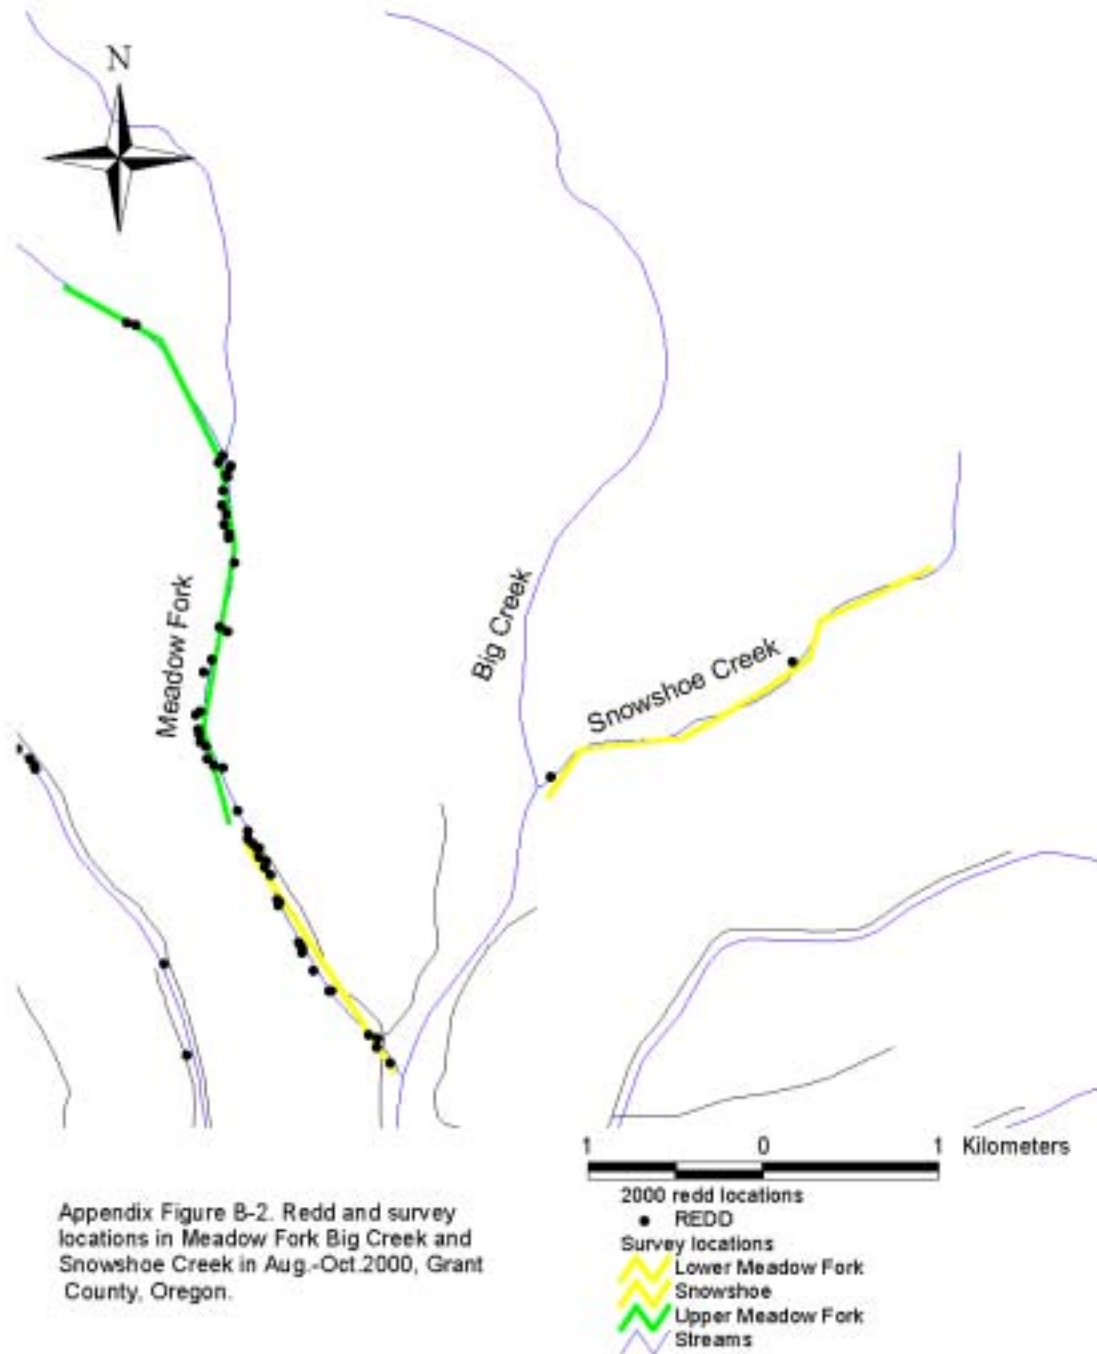 N
Meadow Fork
Big Creek
Snowshoe Creek
1 0 1 Kilometers
2000 redd locations
REDD
Survey locations
Lower Meadow Fork
Snowshoe
Upper Meadow Fork
Streams
Appendix Figure B-2. Redd and survey
locations in Meadow Fork Big Creek and
Snowshoe Creek in Aug.-Oct.2000, Grant
County, Oregon.